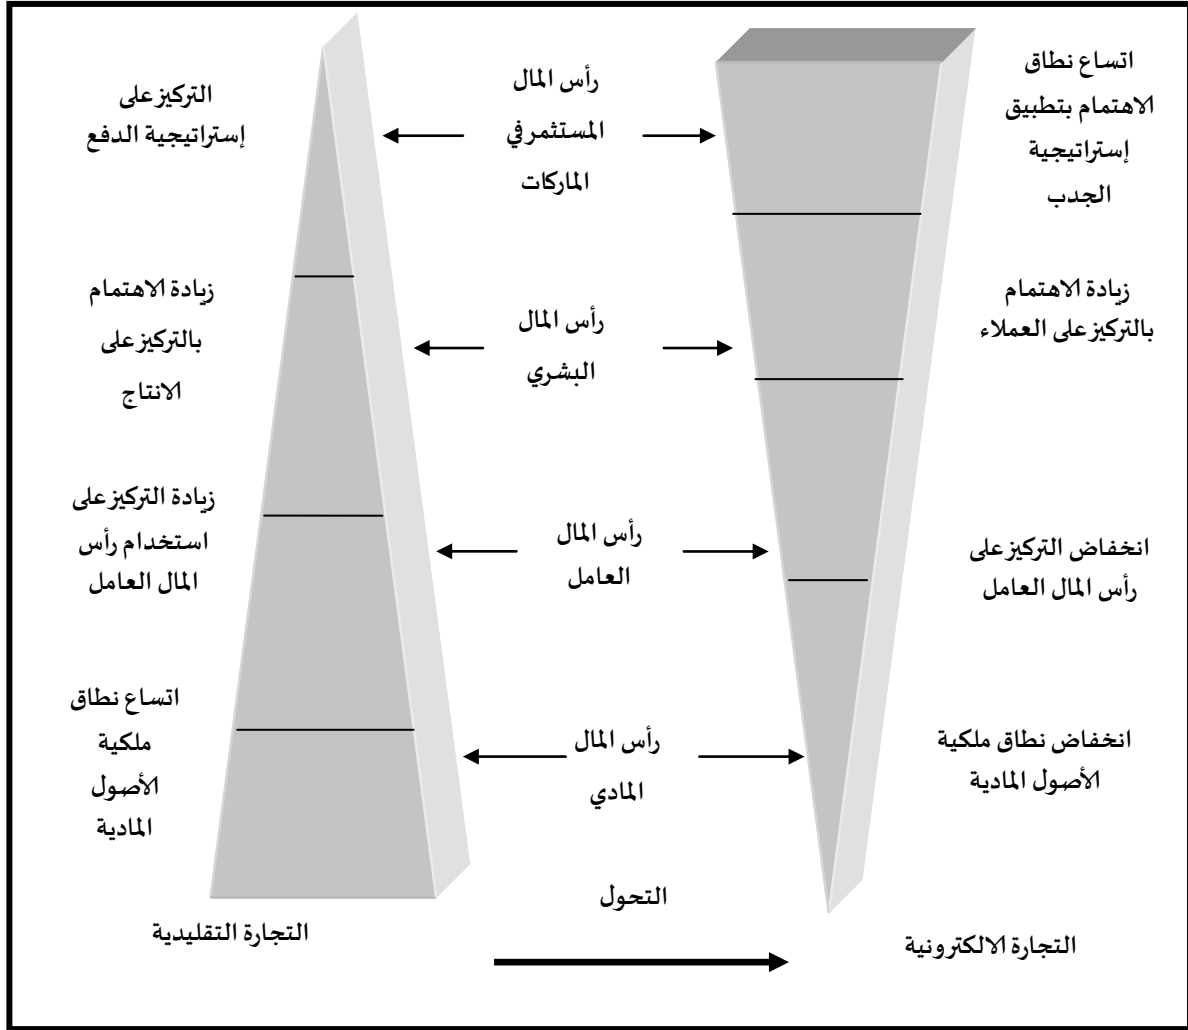 اتساع نطاق
الاهتمام بتطبيق
إستراتيجية
الجدب
رأس المال
المستثمر في
الماركات
التركيز على
إستراتيجية الدفع
زيادة الاهتمام
بالتركيز على العملاء
رأس المال
البشري
زيادة الاهتمام
بالتركيز على
الانتاج
انخفاض التركيز على
رأس المال العامل
رأس المال
العامل
زيادة التركيز على
استخدام رأس
المال العامل
انخفاض نطاق ملكية
الأصول المادية
رأس المال
المادي
اتساع نطاق
ملكية
الأصول
المادية
التجارة الالكترونية
التحول
التجارة التقليدية